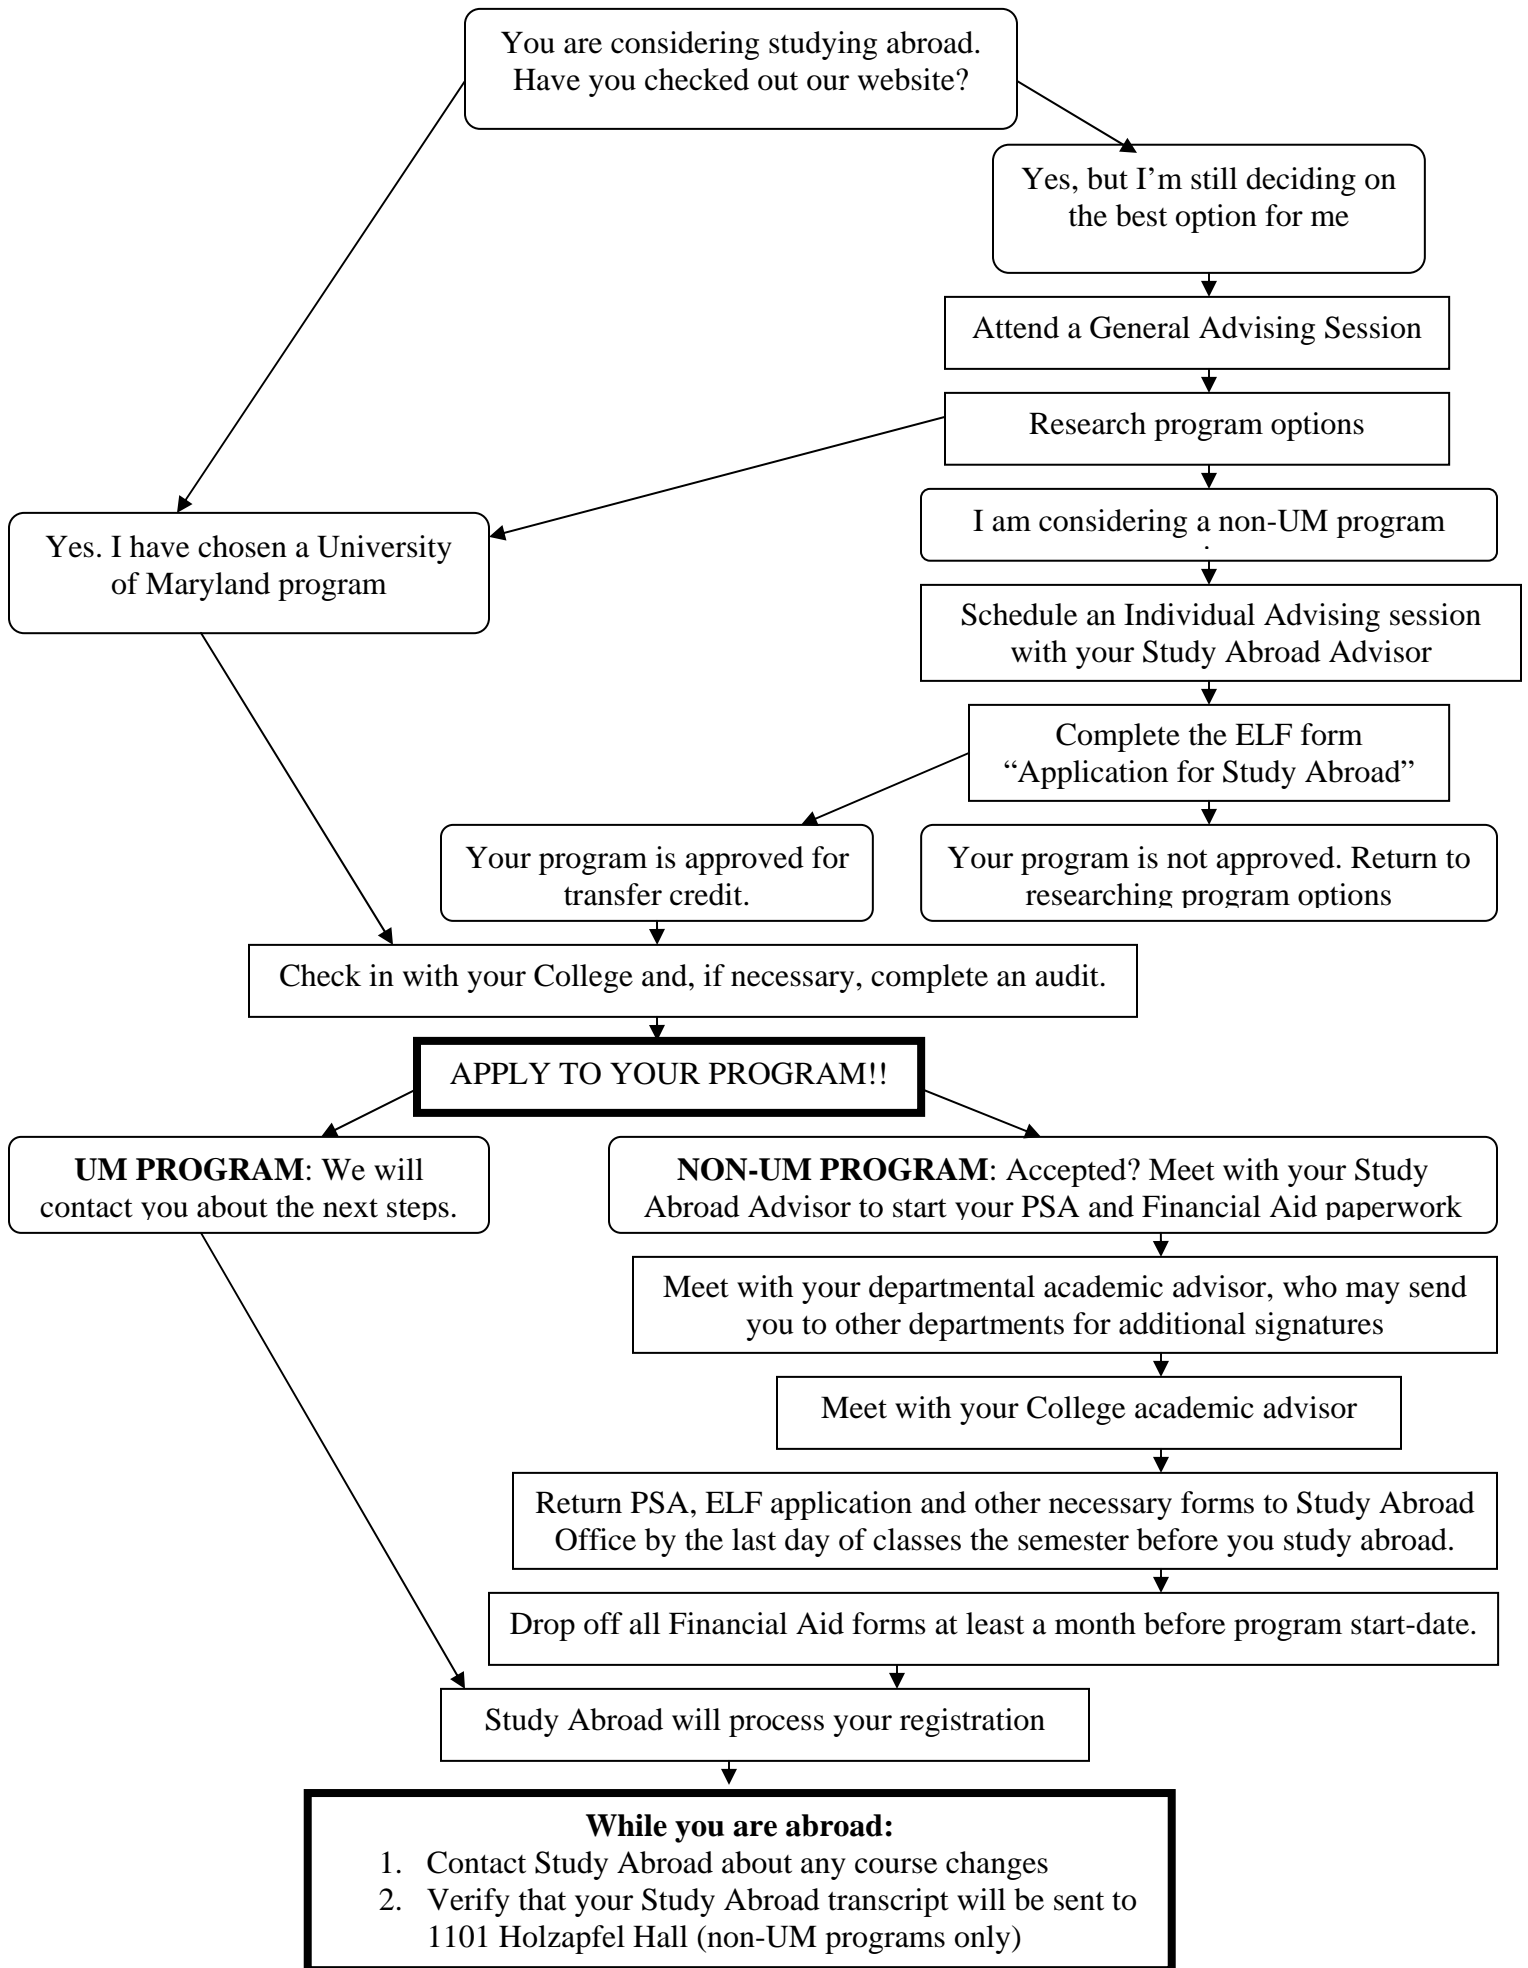 You are considering studying abroad.
Have you checked out our website?
Yes, but I’m still deciding on
the best option for me
Attend a General Advising Session
Research program options
I am considering a non-UM program
.
Yes. I have chosen a University
of Maryland program
Schedule an Individual Advising session
with your Study Abroad Advisor
Complete the ELF form
“Application for Study Abroad”
Your program is approved for
transfer credit.
Your program is not approved. Return to
researching program options
Check in with your College and, if necessary, complete an audit.
APPLY TO YOUR PROGRAM!!
UM PROGRAM: We will
contact you about the next steps.
NON-UM PROGRAM: Accepted? Meet with your Study
Abroad Advisor to start your PSA and Financial Aid paperwork
Meet with your departmental academic advisor, who may send
you to other departments for additional signatures
Meet with your College academic advisor
Return PSA, ELF application and other necessary forms to Study Abroad
Office by the last day of classes the semester before you study abroad.
Drop off all Financial Aid forms at least a month before program start-date.
Study Abroad will process your registration
While you are abroad:
1. Contact Study Abroad about any course changes
2. Verify that your Study Abroad transcript will be sent to
1101 Holzapfel Hall (non-UM programs only)